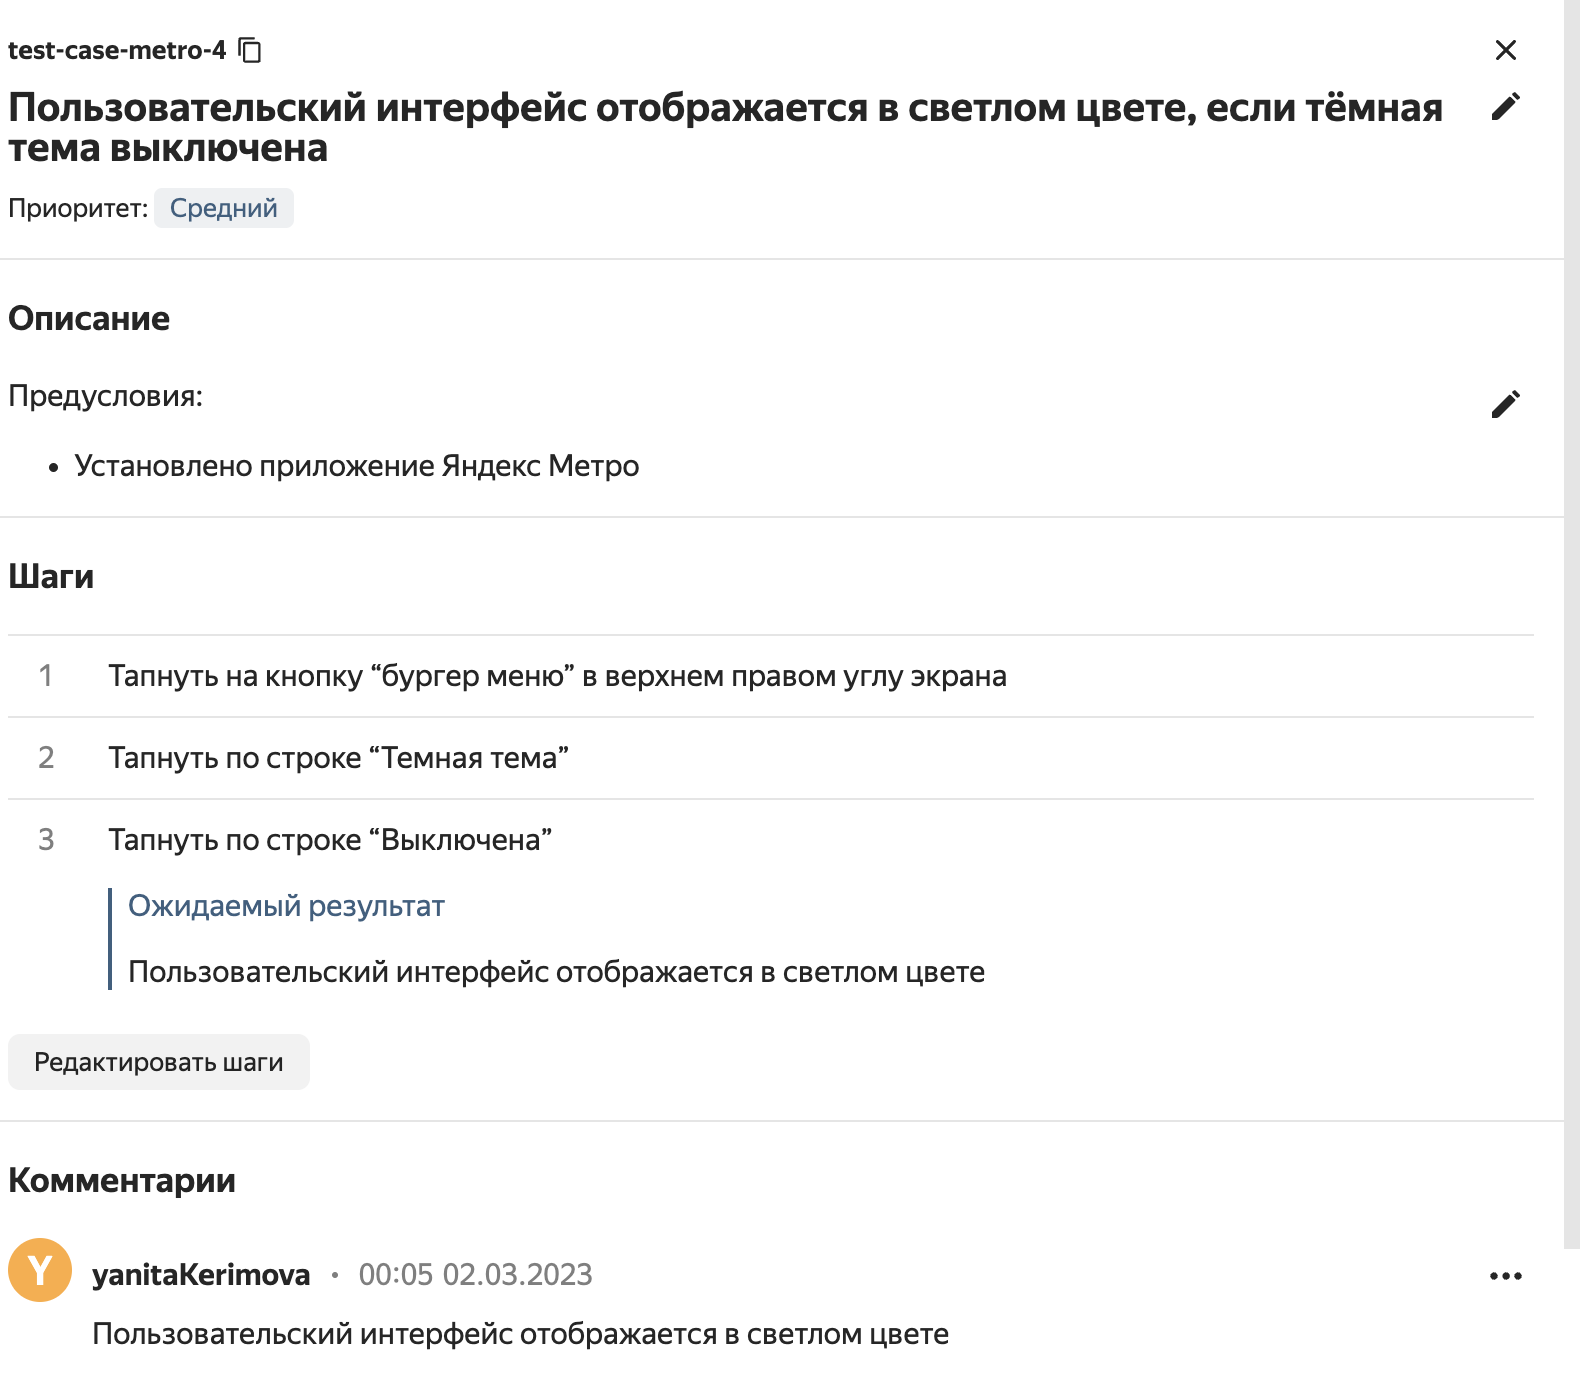 test-case-metro-4
Пользовательский интерфейс отображается в светлом цвете, если тёмная
тема выключена
Приоритет: Средний
Описание
Предусловия:
• Установлено приложение Яндекс Метро
Шаги
1 Тапнуть на кнопку “бургер меню” в верхнем правом углу экрана
2 Тапнуть по строке “Темная тема”
3 Тапнуть по строке “Выключена”
Ожидаемый результат
Пользовательский интерфейс отображается в светлом цвете
Редактировать шаги
Комментарии
Y
yanitaKerimova • 00:05 02.03.2023
Пользовательский интерфейс отображается в светлом цвете